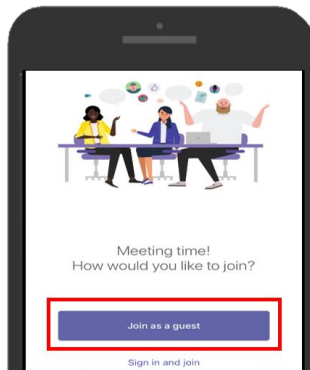 Meeting time!
How would you like to join?
Join as a guest
Sign in and join